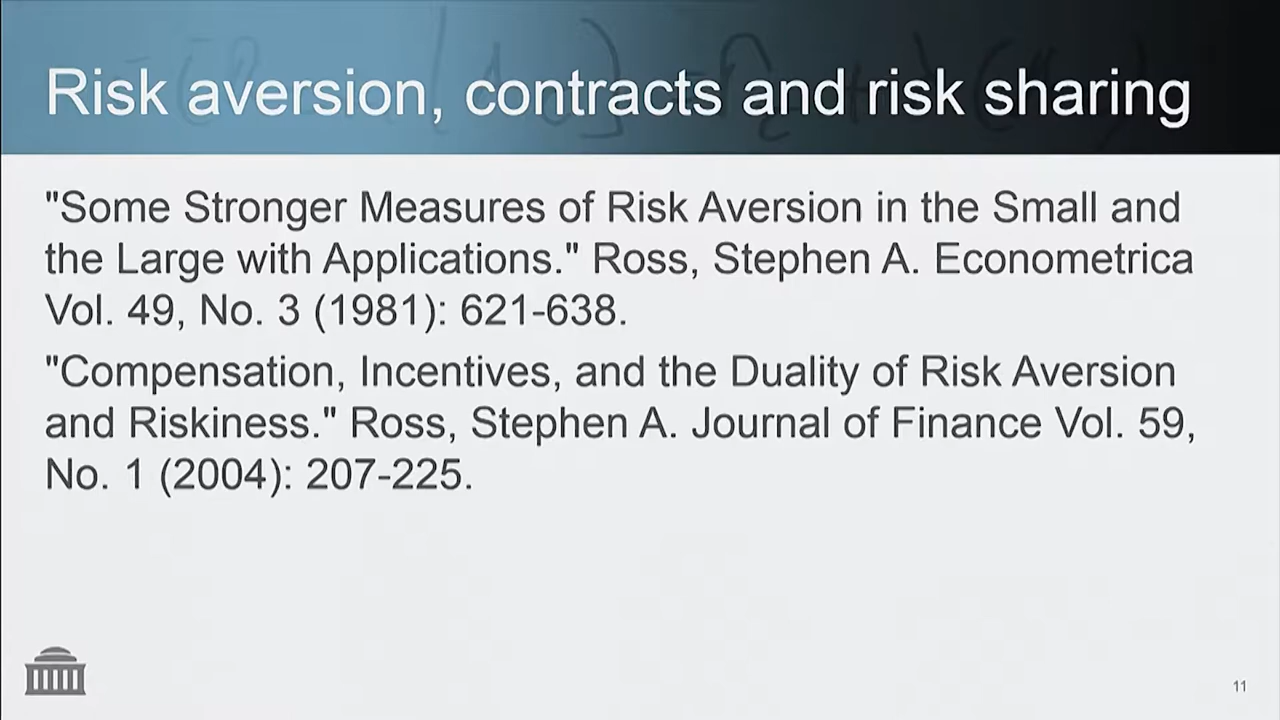 Risk aversion, contracts and risk sharing
"Some Stronger Measures of Risk Aversion in the Small and
the Large with Applications." Ross, Stephen A. Econometrica
Vol. 49, No. 3 (1981): 621-638.
"Compensation, Incentives, and the Duality of Risk Aversion
and Riskiness." Ross, Stephen A. Journal of Finance Vol. 59,
No. 1 (2004): 207-225.
11